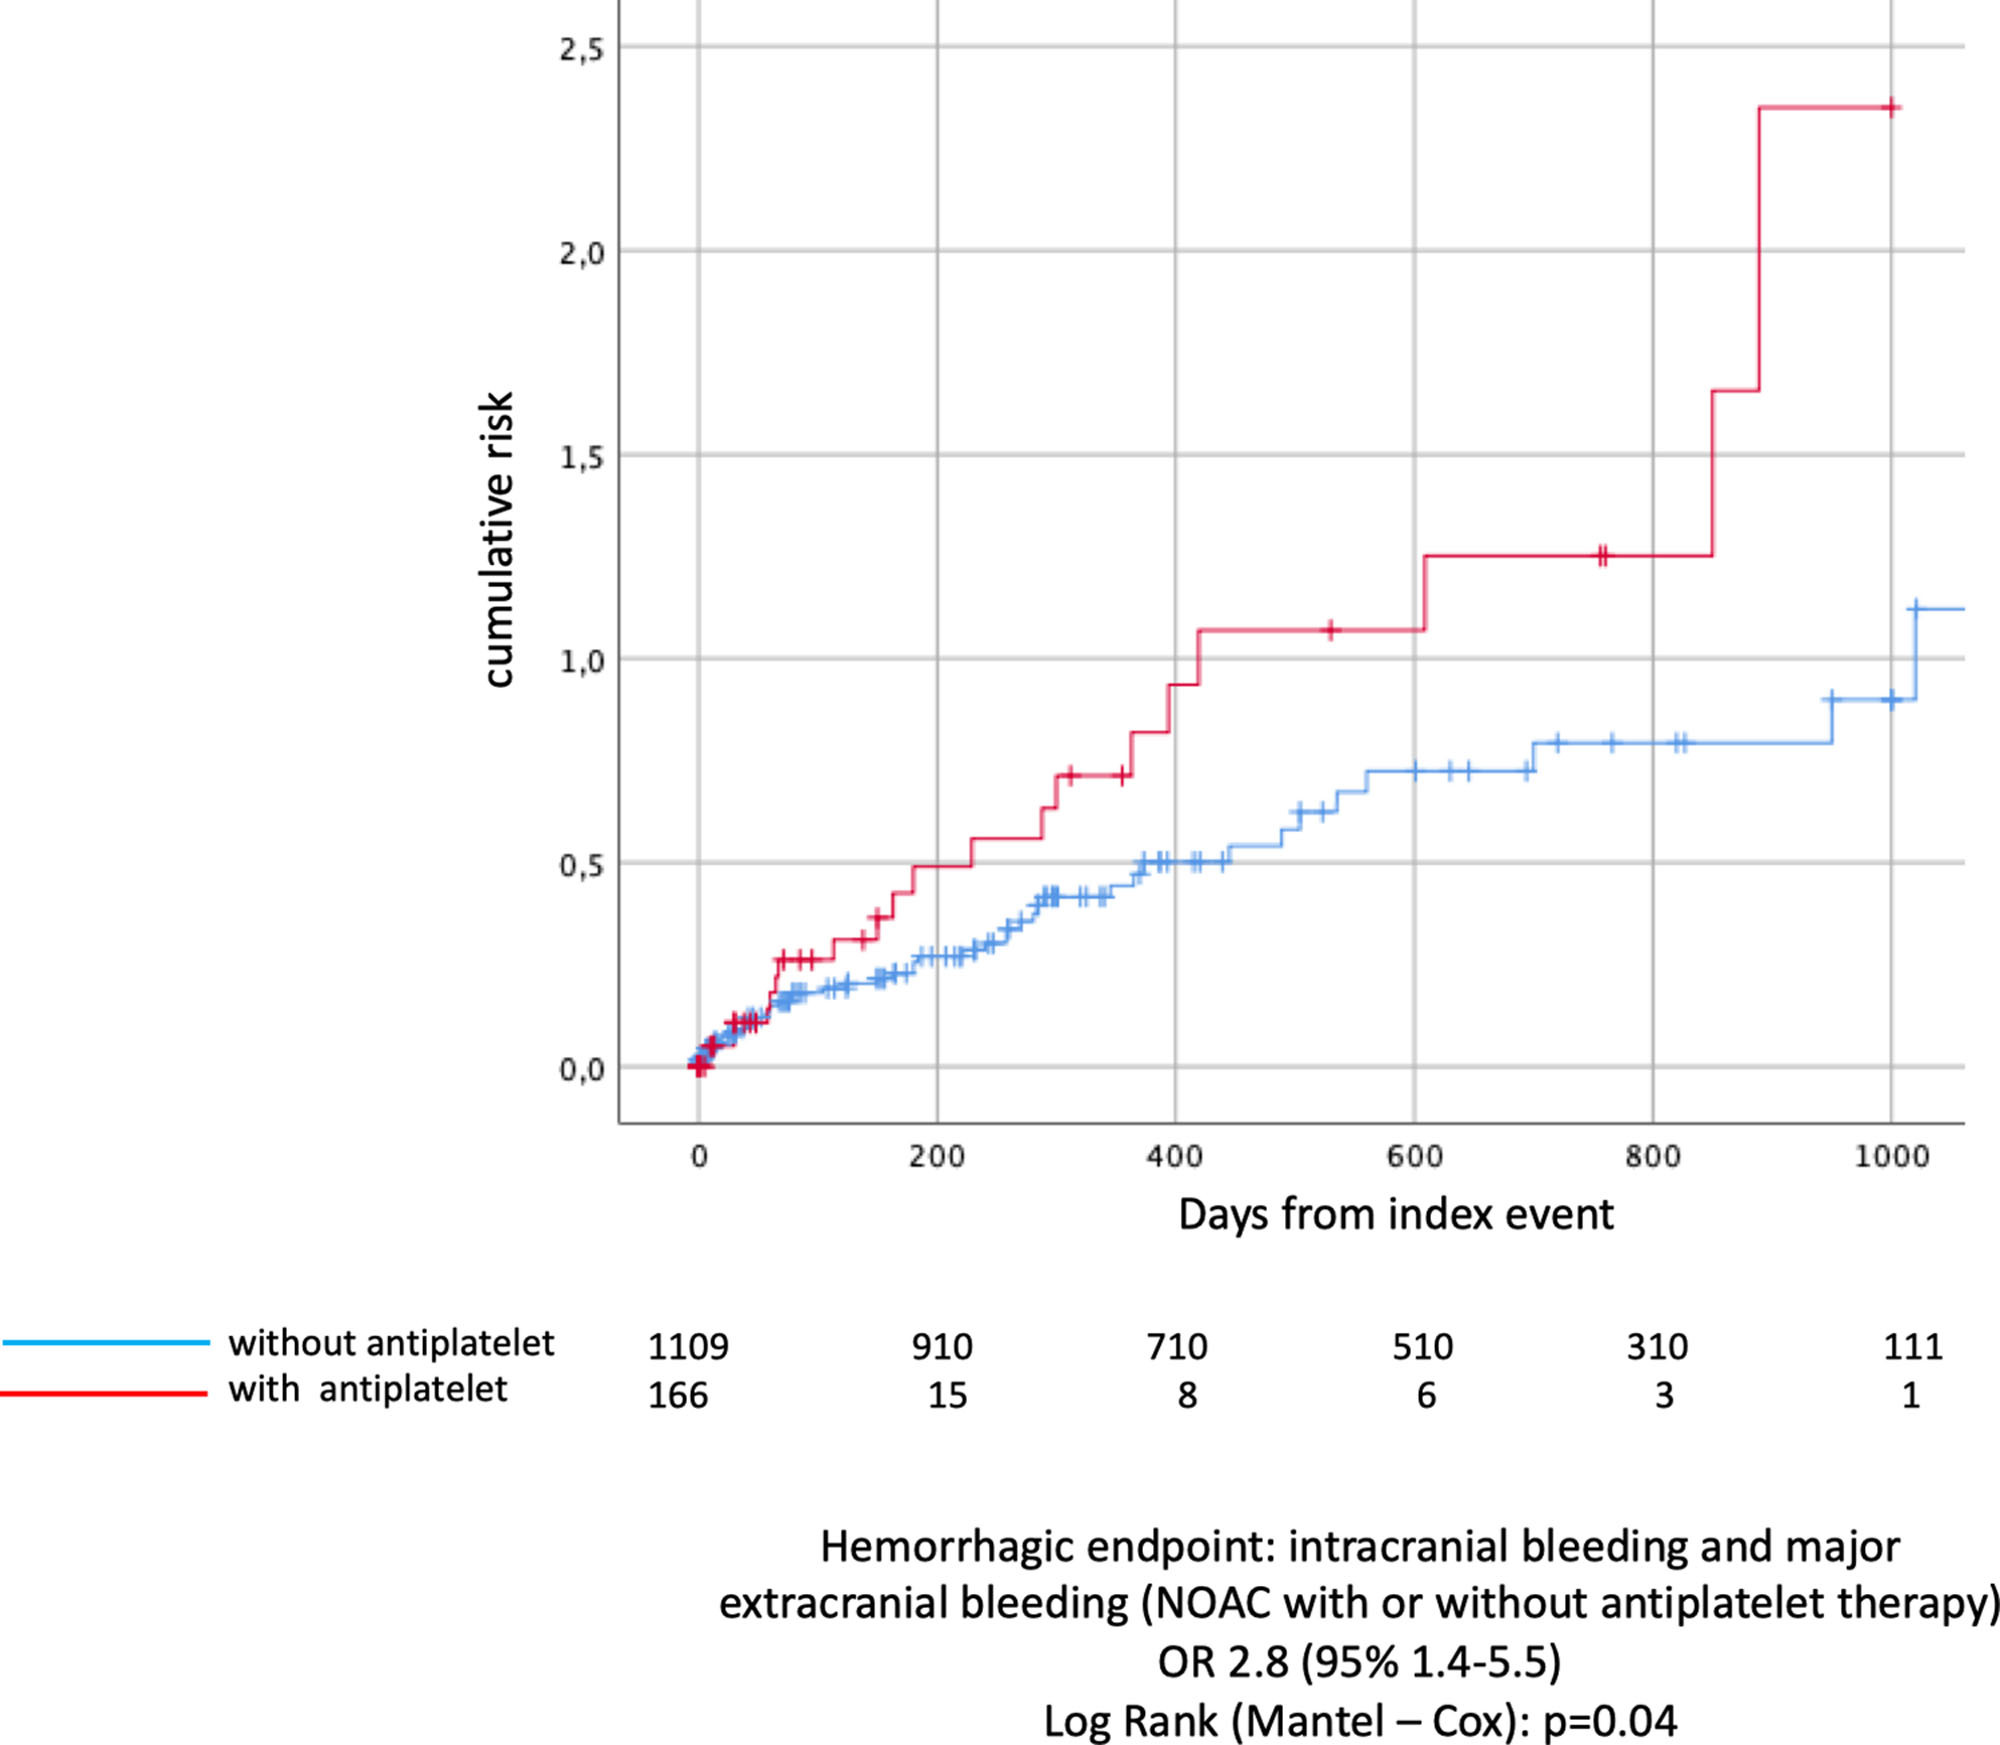 2,5
2,0
1,5
1,0
0,5
0,0
cumulative risk
0 200 400 600 800 1000
Days from index event
without antiplatelet 1109 910 710 510 310 111
with antiplatelet 166 15 8 6 3 1
Hemorrhagic endpoint: intracranial bleeding and major
extracranial bleeding (NOAC with or without antiplatelet therapy)
OR 2.8 (95% 1.4-5.5)
Log Rank (Mantel – Cox): p=0.04